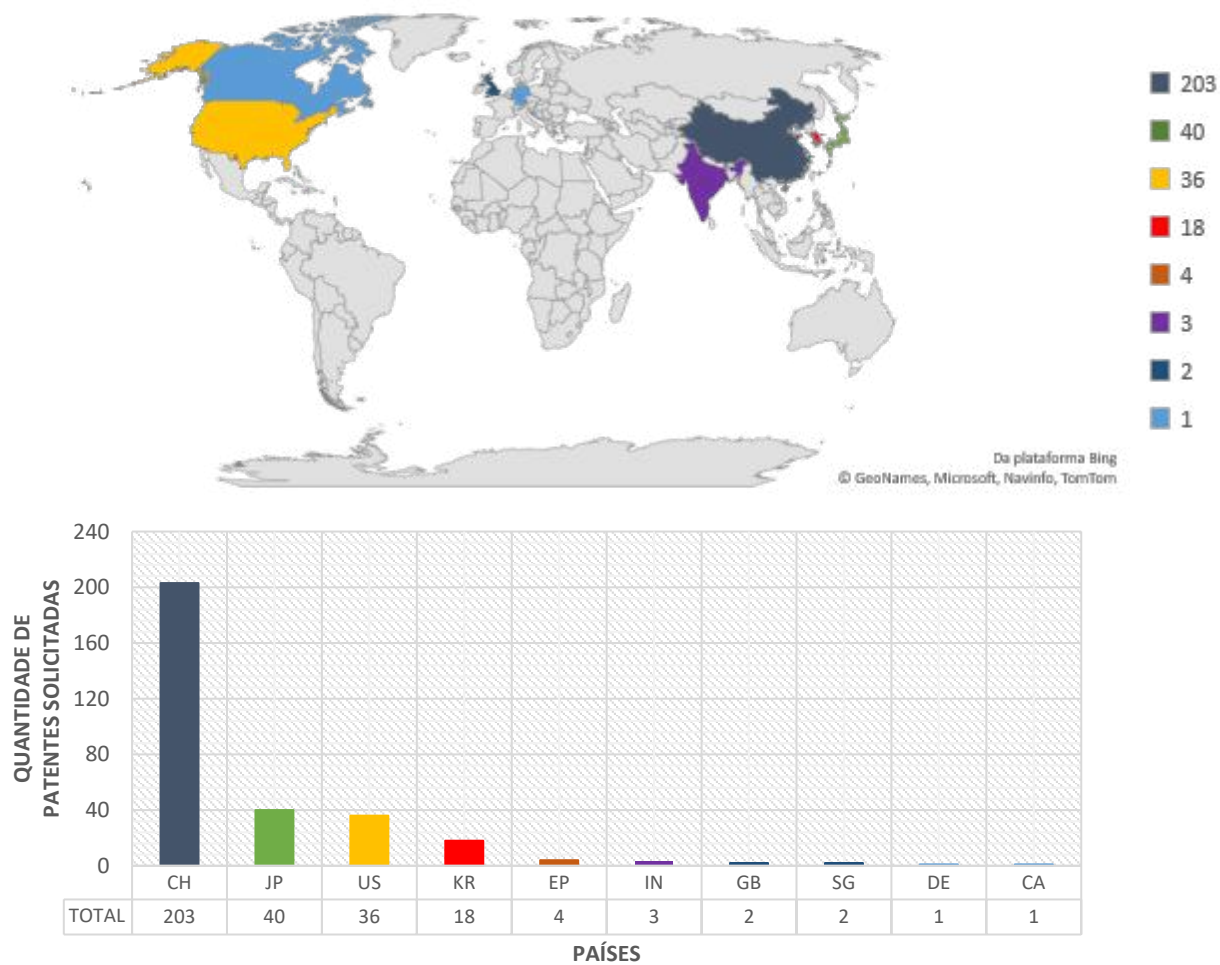 203
40
36
18
4
3
2
1
Da plataforma Bing
© GeoNames, Microsoft, Navinfo, TomTom
QUANTIDADE DE
PATENTES SOLICITADAS
240
200
160
120
80
40
0
CH JP US KR EP IN GB SG DE CA
TOTAL 203 40 36 18 4 3 2 2 1 1
PAÍSES